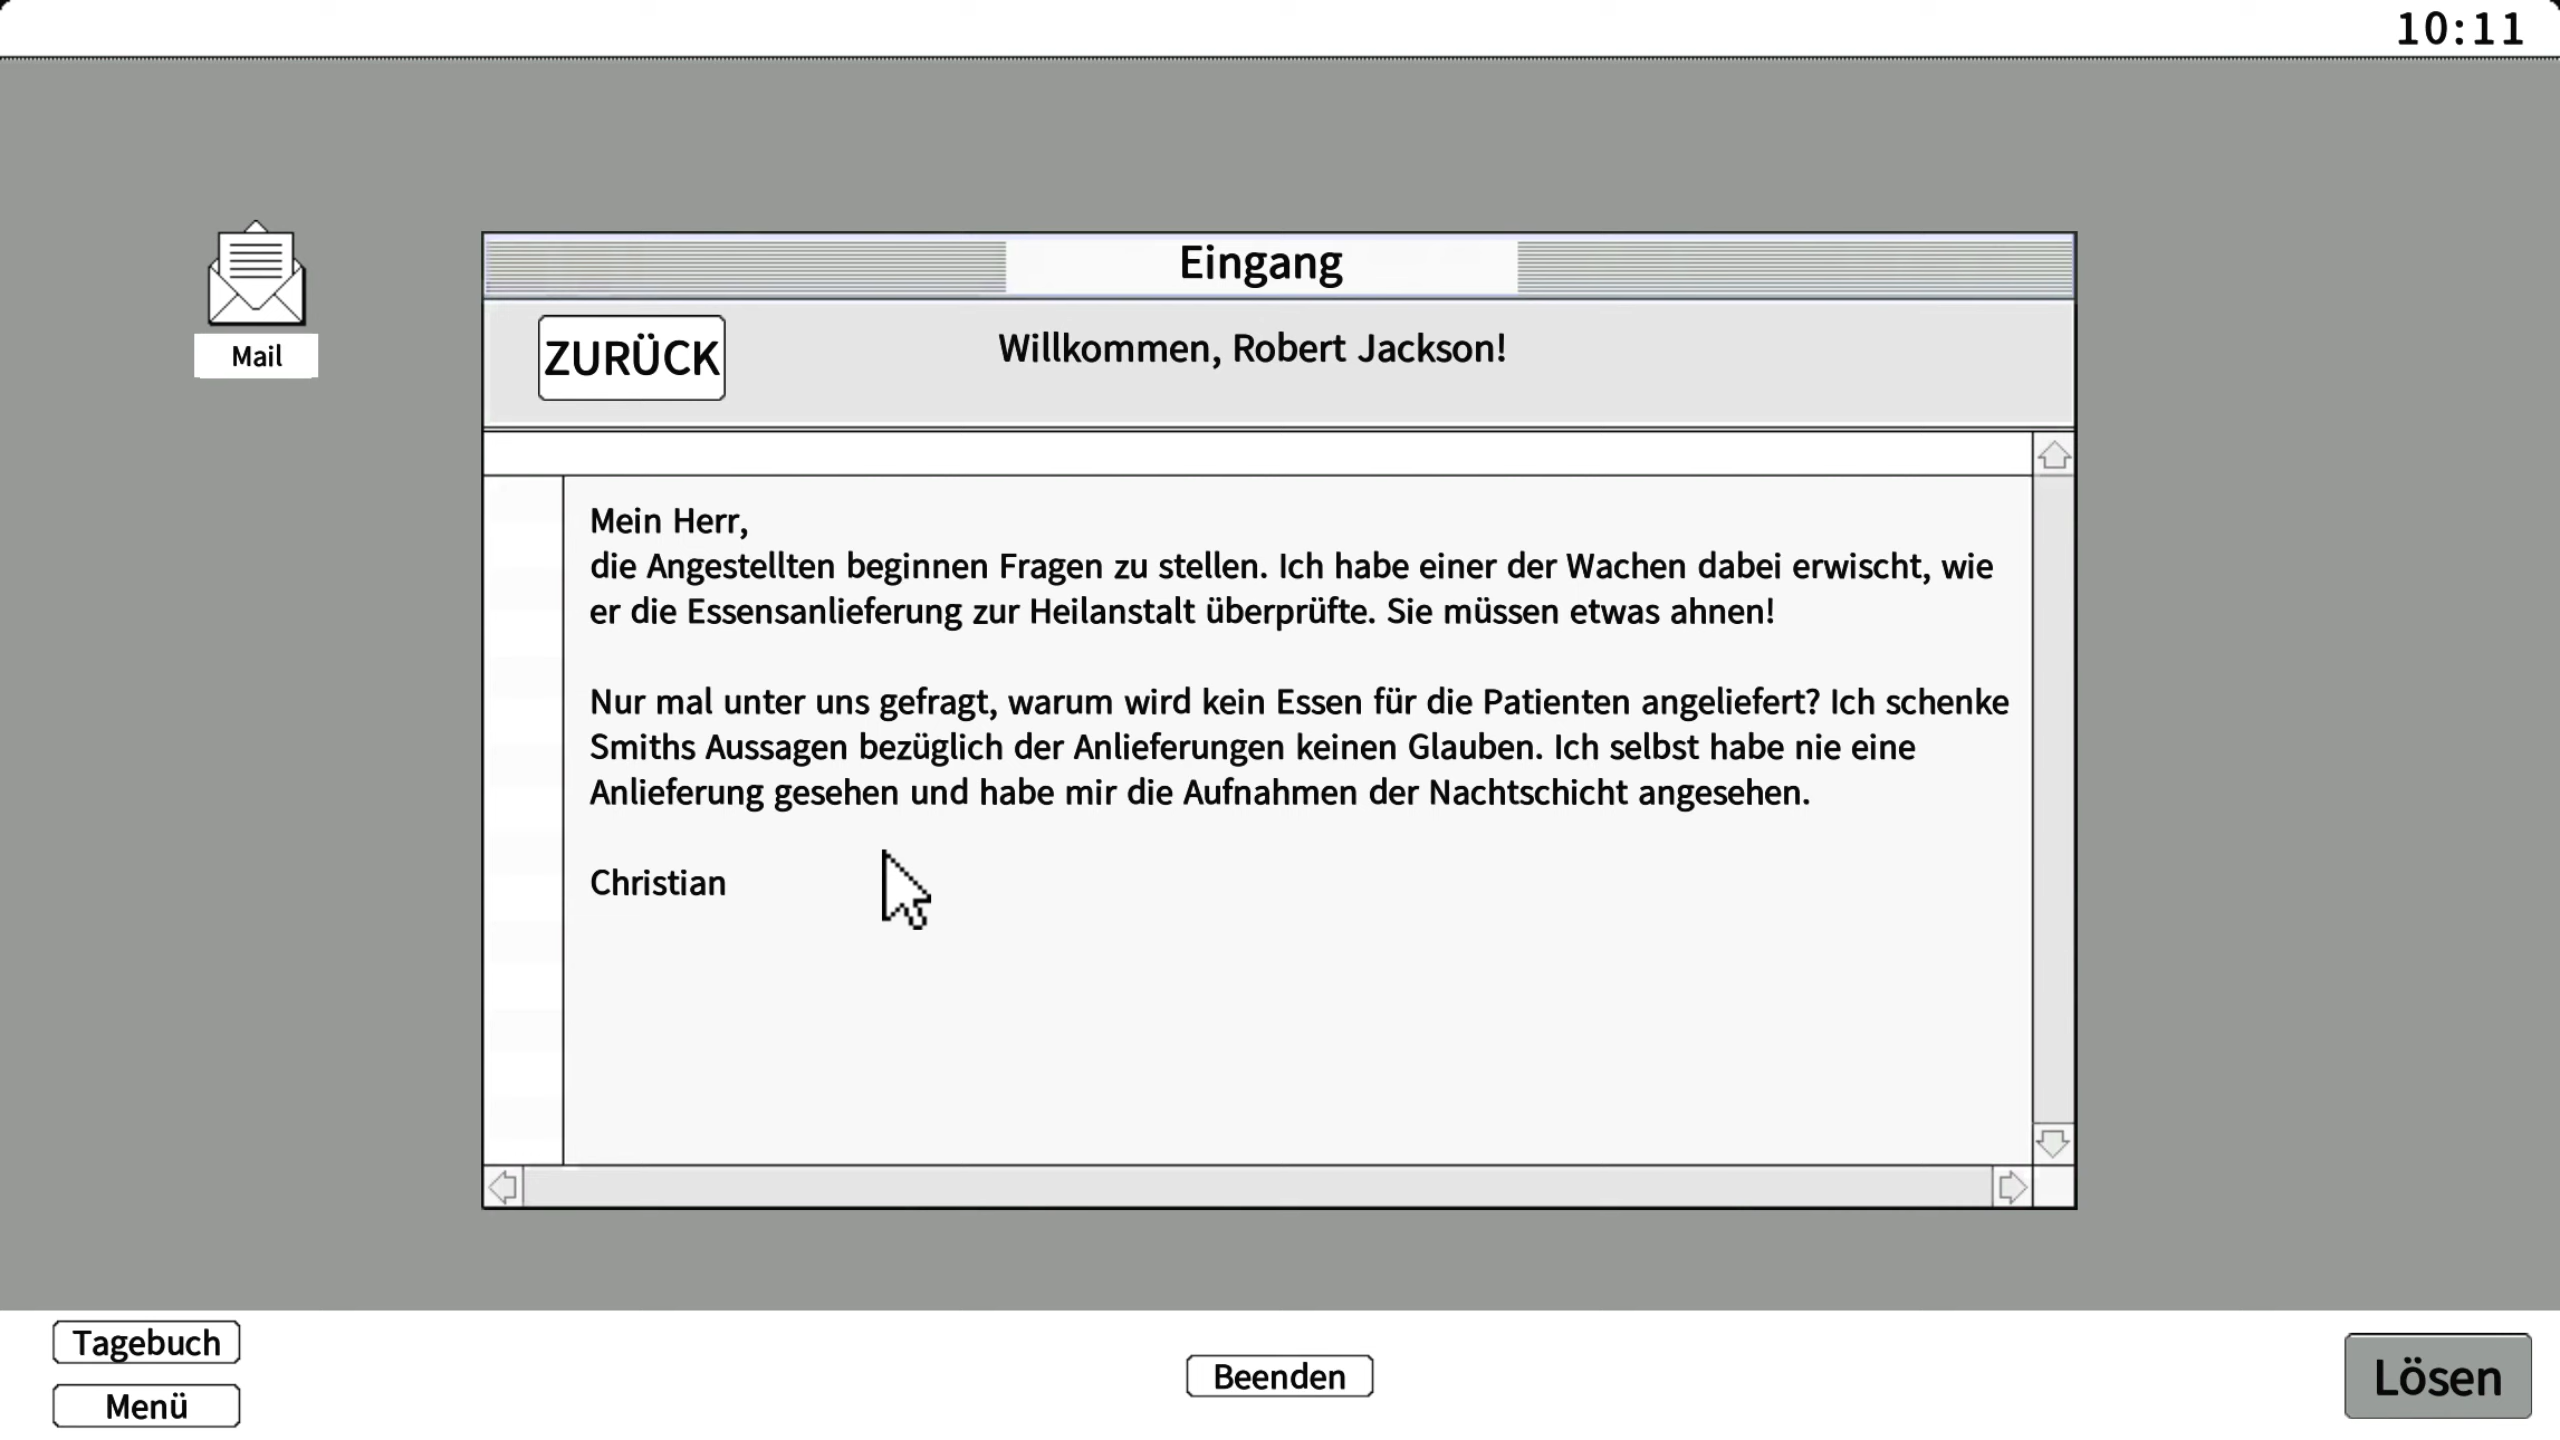 10:11
Mail
Eingang
ZURÜCK
Willkommen, Robert Jackson!
Mein Herr,
die Angestellten beginnen Fragen zu stellen. Ich habe einer der Wachen dabei erwischt, wie
er die Essensanlieferung zur Heilanstalt überprüfte. Sie müssen etwas ahnen!
Nur mal unter uns gefragt, warum wird kein Essen für die Patienten angeliefert? Ich schenke
Smiths Aussagen bezüglich der Anlieferungen keinen Glauben. Ich selbst habe nie eine
Anlieferung gesehen und habe mir die Aufnahmen der Nachtschicht angesehen.
Christian
Tagebuch
Menü
Beenden
Lösen